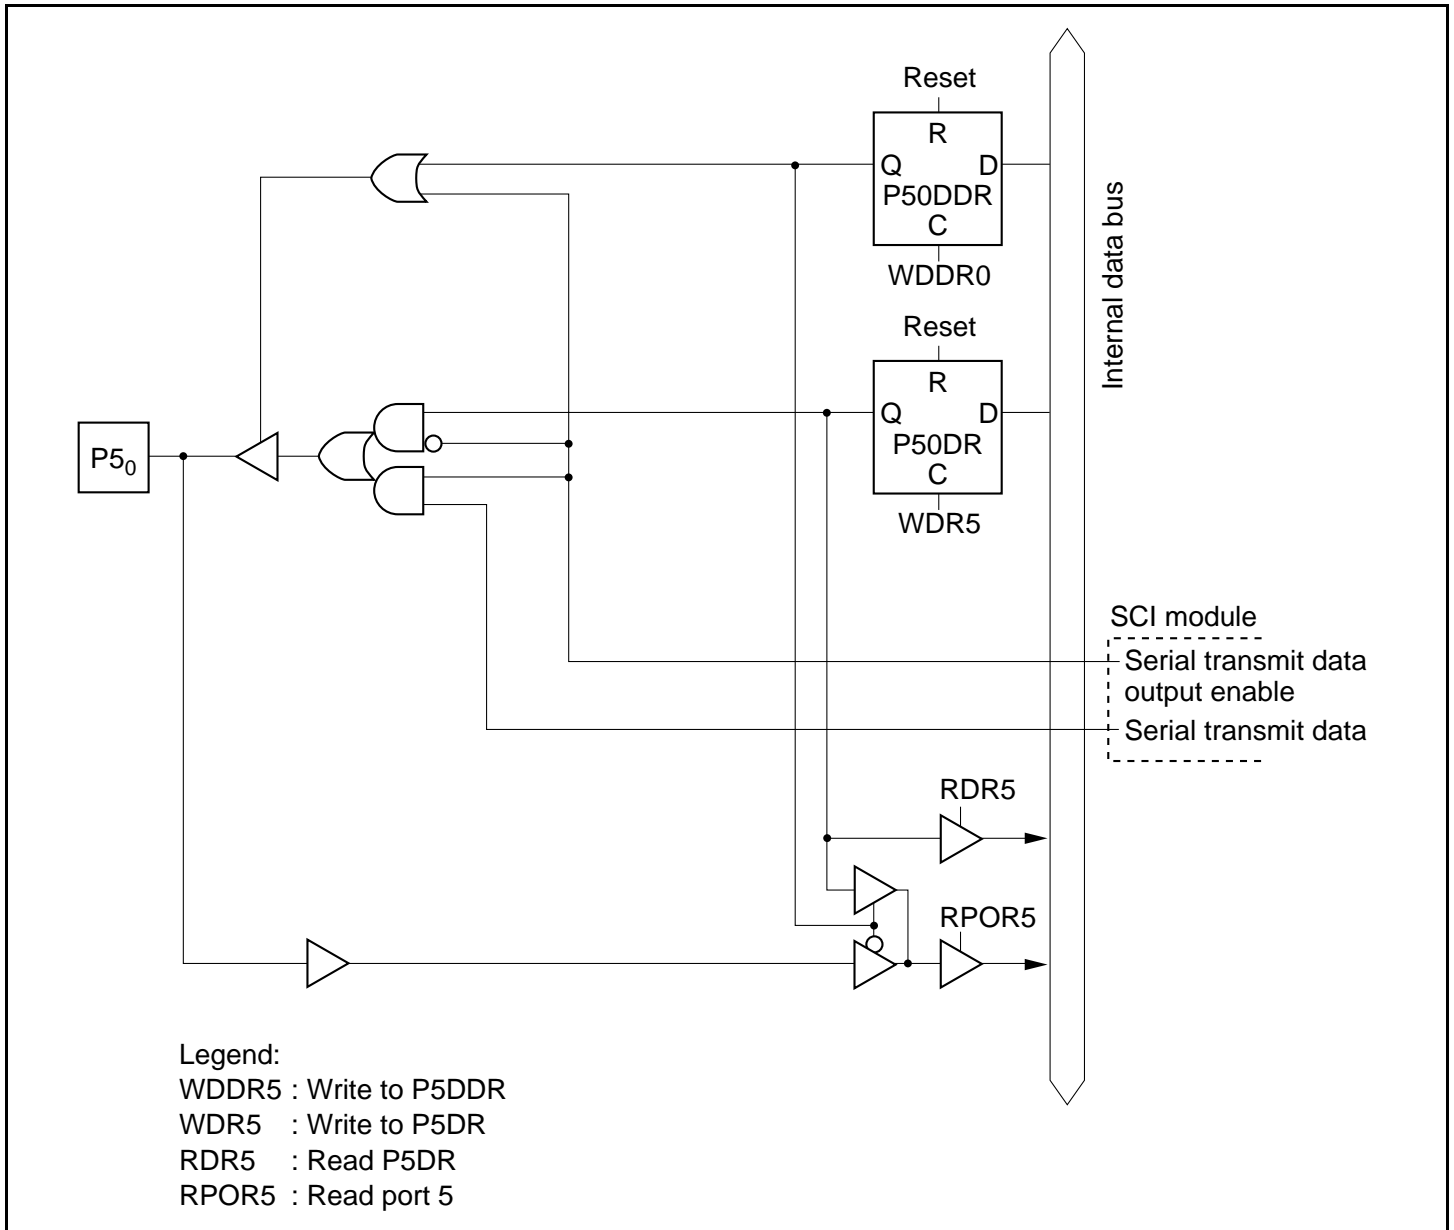 Reset
R
Q D
P50DDR
C
WDDR0
Internal data bus
Reset
R
Q D
P50DR
C
WDR5
P5₀
SCI module
Serial transmit data
output enable
Serial transmit data
RDR5
RPOR5
Legend:
WDDR5 : Write to P5DDR
WDR5 : Write to P5DR
RDR5 : Read P5DR
RPOR5 : Read port 5